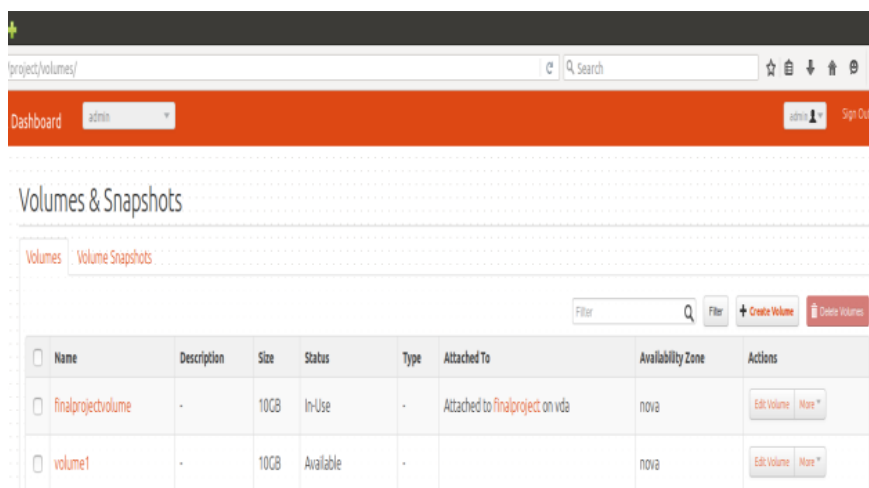 /project/volumes/
Search
Dashboard admin admin Sign Ou
Volumes & Snapshots
Volumes Volume Snapshots
Filter Filter + Create Volume Delete Volumes
Name Description Size Status Type Attached To Availability Zone Actions
finalprojectvolume - 10GB In-Use - Attached to finalproject on vda nova Edit Volume More
volume1 - 10GB Available - nova Edit Volume More